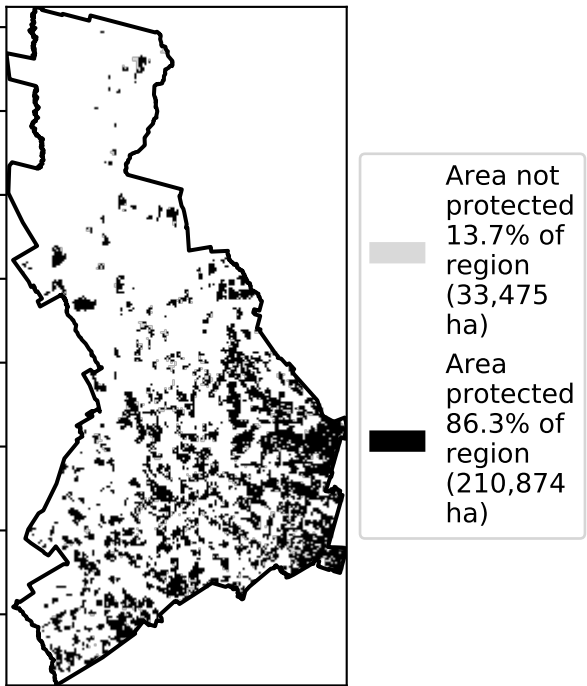 Area not
protected
13.7% of
region
(33,475
ha)
Area
protected
86.3% of
region
(210,874
ha)